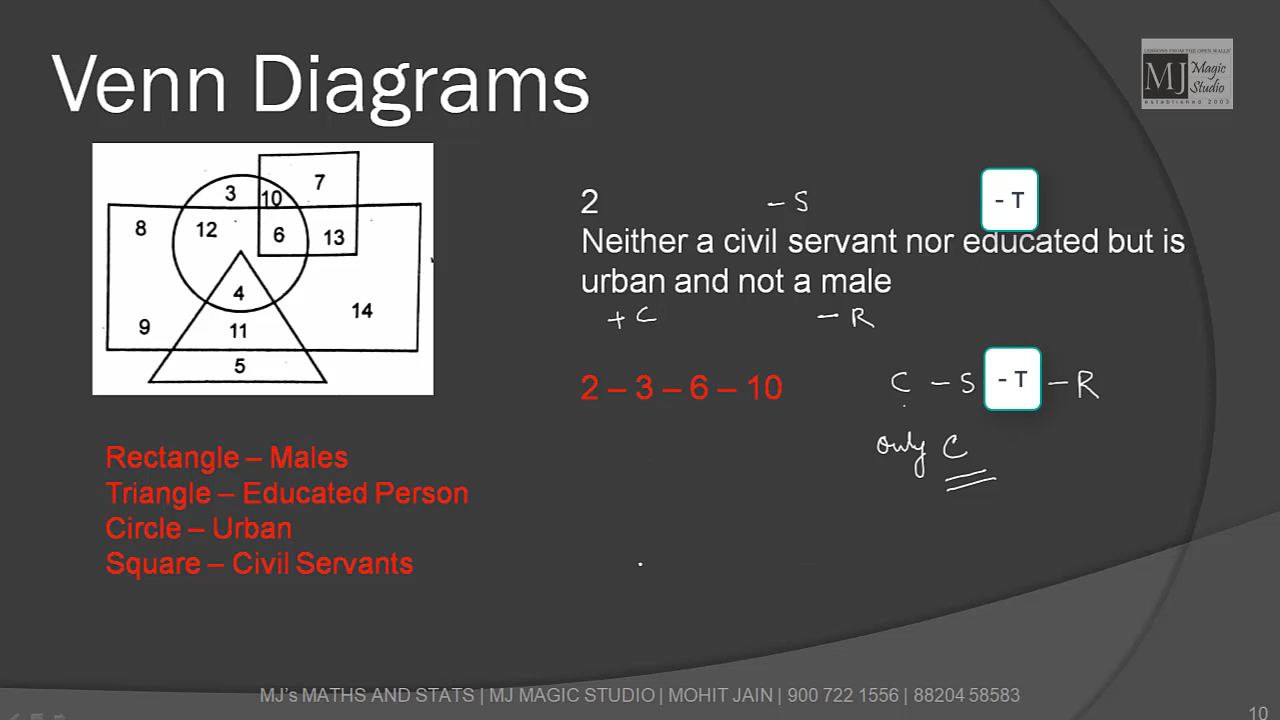 Venn Diagrams
LESSONS FROM THE OPEN WALLS
MJ Magic Studio
established 2003
7
3
10
8
12
6
13
4
14
9
11
5
2
- S
- T
Neither a civil servant nor educated but is
urban and not a male
+ C
- R
2 – 3 – 6 – 10
C - S - T - R
only C
Rectangle – Males
Triangle – Educated Person
Circle – Urban
Square – Civil Servants
MJ's MATHS AND STATS | MJ MAGIC STUDIO | MOHIT JAIN | 900 722 1556 | 88204 58583
10